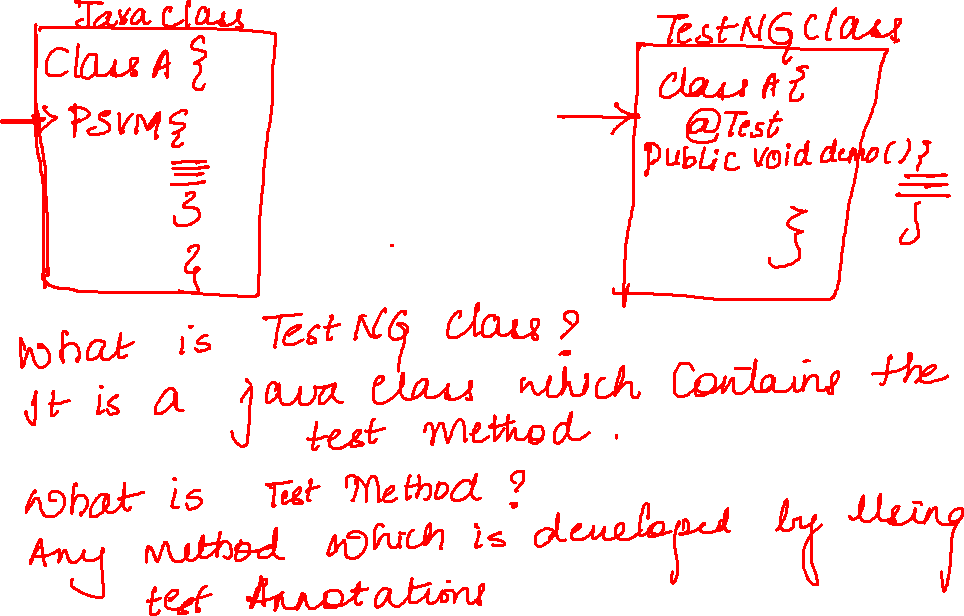 Java class
Class A {
PSVM {
}
}
TestNG Class
class A {
@Test
public void demo() {
}
}
What is TestNG class?
It is a java class which contains the
test method.
What is Test Method?
Any method which is developed by using
test Annotations